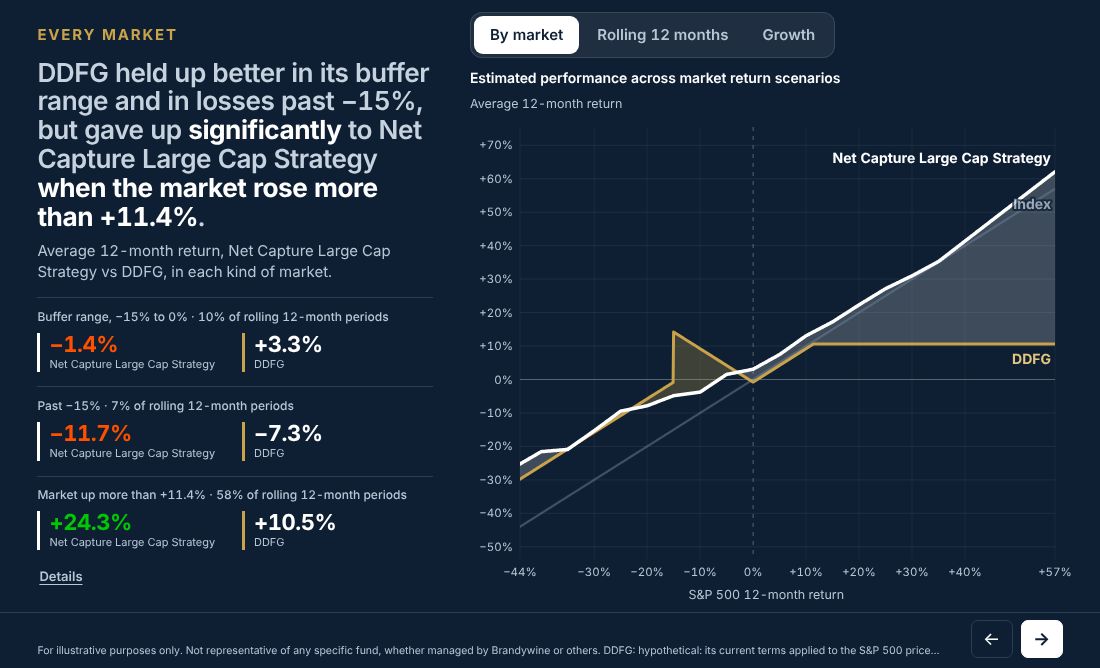 EVERY MARKET
DDFG held up better in its buffer
range and in losses past −15%,
but gave up significantly to Net
Capture Large Cap Strategy
when the market rose more
than +11.4%.
Average 12-month return, Net Capture Large Cap
Strategy vs DDFG, in each kind of market.
Buffer range, −15% to 0% · 10% of rolling 12-month periods
−1.4%
Net Capture Large Cap Strategy
+3.3%
DDFG
Past −15% · 7% of rolling 12-month periods
−11.7%
Net Capture Large Cap Strategy
−7.3%
DDFG
Market up more than +11.4% · 58% of rolling 12-month periods
+24.3%
Net Capture Large Cap Strategy
+10.5%
DDFG
Details
By market
Rolling 12 months
Growth
Estimated performance across market return scenarios
Average 12-month return
+70%
+60%
+50%
+40%
+30%
+20%
+10%
0%
−10%
−20%
−30%
−40%
−50%
Net Capture Large Cap Strategy
Index
DDFG
−44%
−30%
−20%
−10%
0%
+10%
+20%
+30%
+40%
+57%
S&P 500 12-month return
For illustrative purposes only. Not representative of any specific fund, whether managed by Brandywine or others. DDFG: hypothetical: its current terms applied to the S&P 500 price...